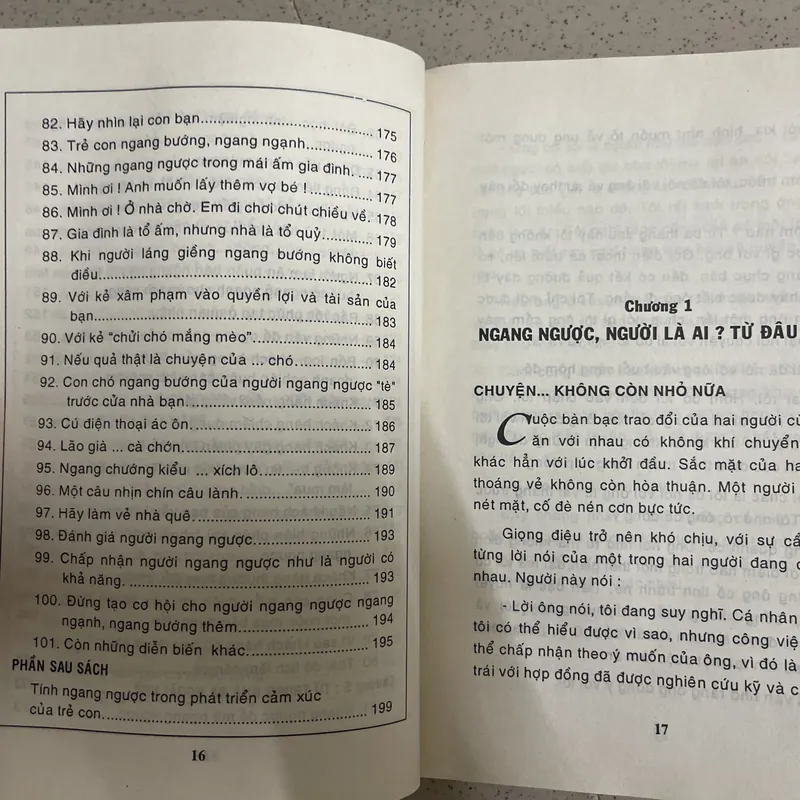 82. Hãy nhìn lại con bạn.................................. 175
83. Trẻ con ngang bướng, ngang ngạnh........... 176
84. Những ngang ngược trong mái ấm gia đình. .... 177
85. Mình ơi ! Anh muốn lấy thêm vợ bé !............ 177
86. Mình ơi ! Ở nhà chờ. Em đi chơi chút chiều về. 178
87. Gia đình là tổ ấm, nhưng nhà là tổ quỷ......... 179
88. Khi người láng giềng ngang bướng không biết
điều........................................................ 182
89. Với kẻ xâm phạm vào quyền lợi và tài sản của
bạn......................................................... 183
90. Với kẻ “chửi chó mắng mèo”......................... 184
91. Nếu quả thật là chuyện của ... chó............... 184
92. Con chó ngang bướng của người ngang ngược "tè"
trước cửa nhà bạn...................................... 185
93. Cú điện thoại ác ôn..................................... 186
94. Lão già ... cà chớn....................................... 187
95. Ngang chướng kiểu ... xích lô..................... 189
96. Một câu nhịn chín câu lành......................... 190
97. Hãy làm vẻ nhà quê.................................... 191
98. Đánh giá người ngang ngược...................... 193
99. Chấp nhận người ngang ngược như là người có
khả năng. .................................................. 193
100. Đừng tạo cơ hội cho người ngang ngược ngang
ngạnh, ngang bướng thêm........................... 194
101. Còn những diễn biến khác......................... 195
PHẦN SAU SÁCH
Tính ngang ngược trong phát triển cảm xúc
của trẻ con................................................. 199
16
Chương 1
NGANG NGƯỢC, NGƯỜI LÀ AI ? TỪ ĐÂU
CHUYỆN... KHÔNG CÒN NHỎ NỮA
Cuộc bàn bạc trao đổi của hai người
ăn với nhau có không khí chuyển
khác hẳn với lúc khởi đầu. Sắc mặt của
thoáng vẻ không còn hòa thuận. Một người
nét mặt, cố đè nén cơn bực tức.
Giọng điệu trở nên khó chịu, với sự
từng lời nói của một trong hai người đang
nhau. Người này nói :
- Lời ông nói, tôi đang suy nghĩ. Cá nhân
tôi có thể hiểu được vì sao, nhưng công
thể chấp nhận theo ý muốn của ông, vì đó là
trái với hợp đồng đã được nghiên cứu kỹ và
17